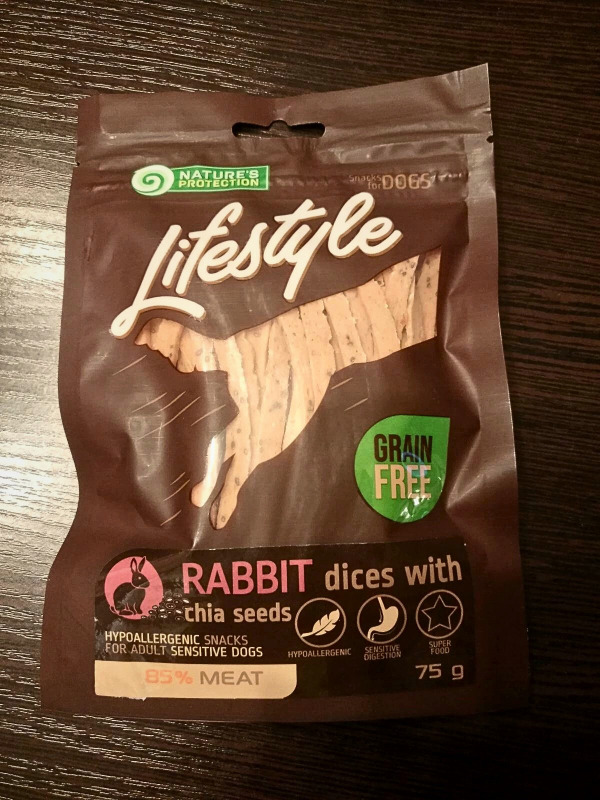 NATURE'S
PROTECTION
Snacks
for DOGS
Lifestyle
GRAIN
FREE
RABBIT dices with
chia seeds
HYPOALLERGENIC SNACKS
FOR ADULT SENSITIVE DOGS
HYPOALLERGENIC
SENSITIVE
DIGESTION
SUPER
FOOD
85% MEAT
75 g